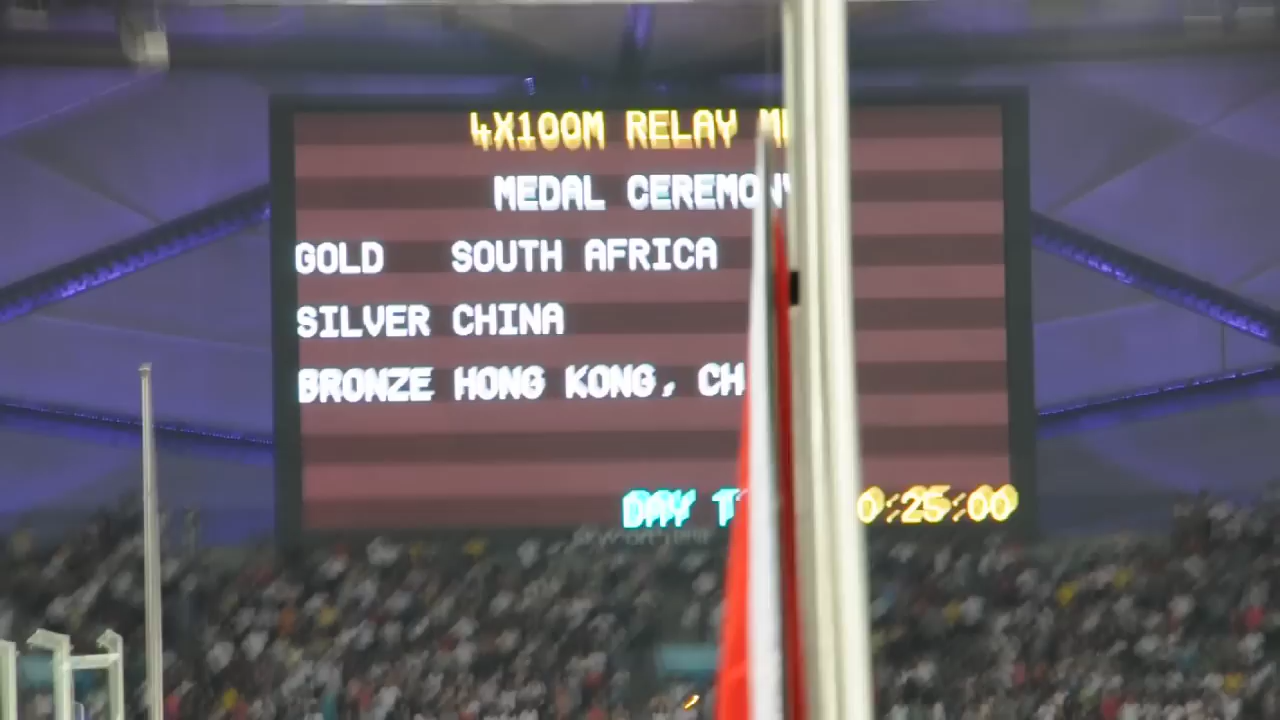 4X100M RELAY
MEDAL CEREMONY
GOLD SOUTH AFRICA
SILVER CHINA
BRONZE HONG KONG, CH
DAY T 0:25:00